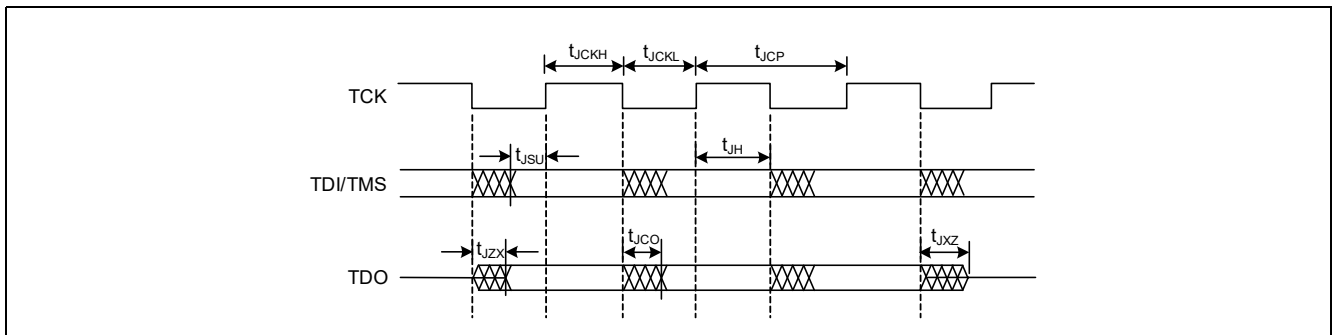 tJCKH tJCKL tJCP
TCK
tJSU tJH
TDI/TMS
tJZX tJCO tJXZ
TDO